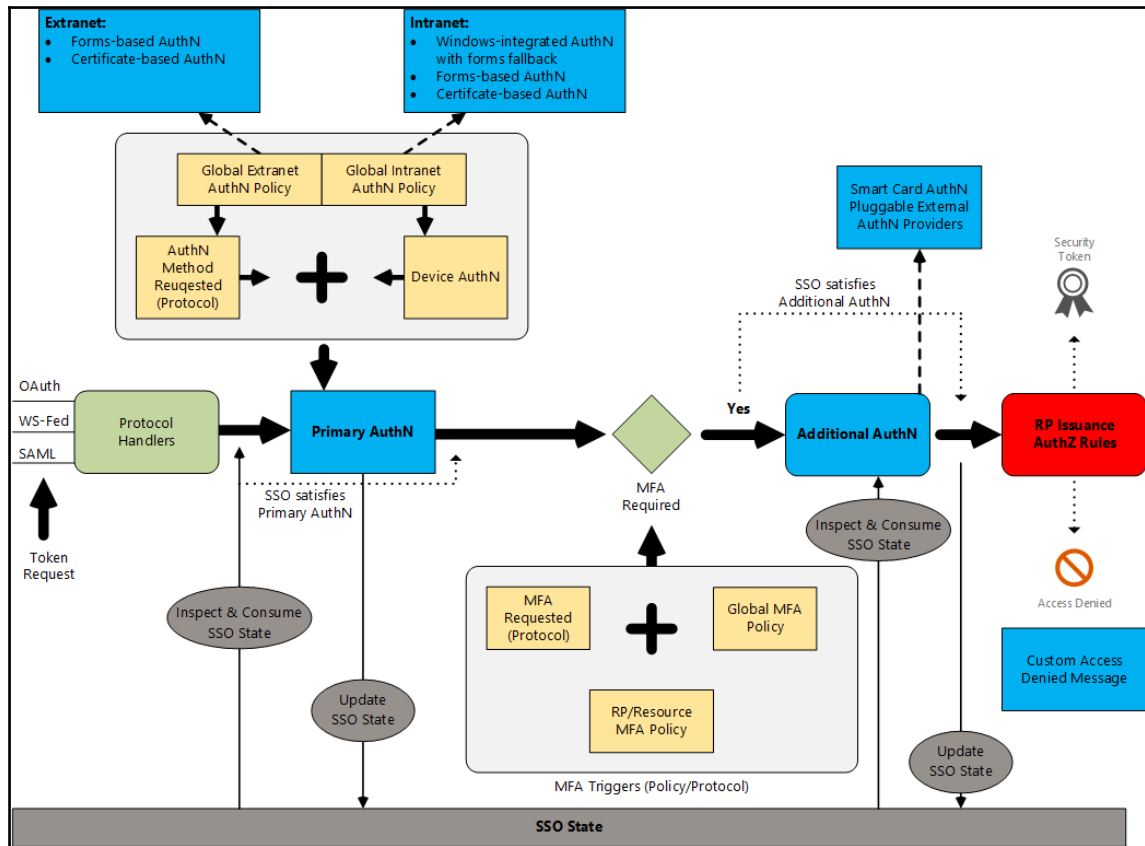 Extranet:
• Forms-based AuthN
• Certificate-based AuthN
Intranet:
• Windows-integrated AuthN
with forms fallback
• Forms-based AuthN
• Certifcate-based AuthN
Global Extranet
AuthN Policy
Global Intranet
AuthN Policy
AuthN
Method
Reuqested
(Protocol)
Device AuthN
Smart Card AuthN
Pluggable External
AuthN Providers
Security
Token
SSO satisfies
Additional AuthN
OAuth
WS-Fed
SAML
Protocol
Handlers
Primary AuthN
Yes
Additional AuthN
RP Issuance
AuthZ Rules
SSO satisfies
Primary AuthN
MFA
Required
Token
Request
Inspect & Consume
SSO State
Inspect & Consume
SSO State
Access Denied
MFA
Requested
(Protocol)
Global MFA
Policy
RP/Resource
MFA Policy
Custom Access
Denied Message
Update
SSO State
Update
SSO State
MFA Triggers (Policy/Protocol)
SSO State